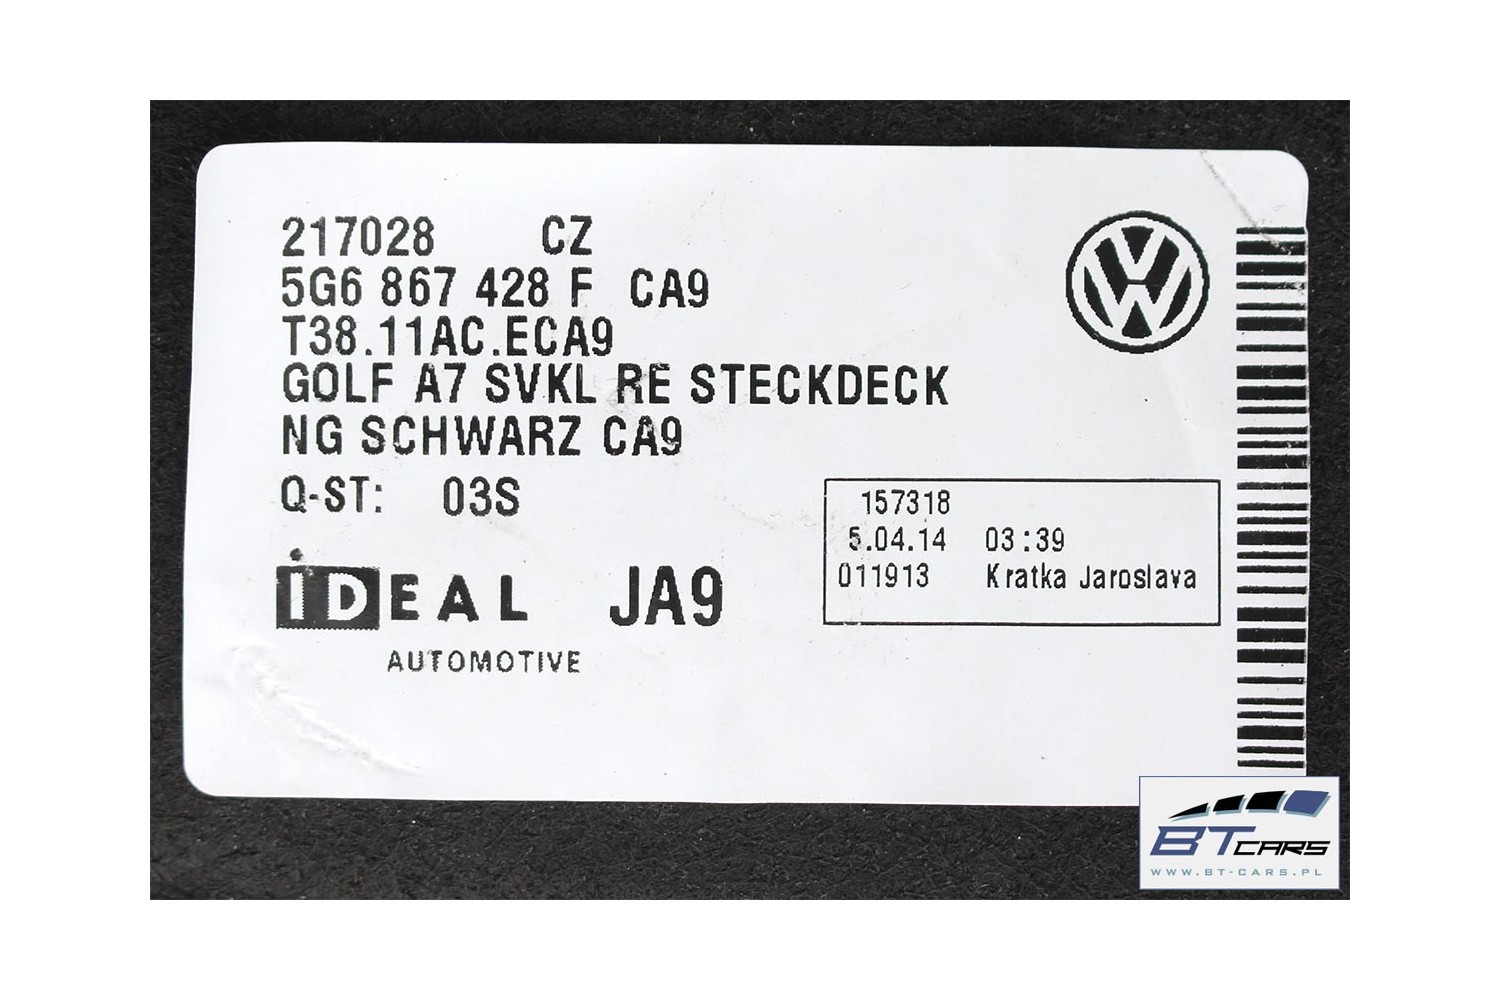 217028 CZ
5G6 867 428 F CA9
T38.11AC.ECA9
GOLF A7 SVKL RE STECKDECK
NG SCHWARZ CA9
Q-ST: 03S
157318
5.04.14 03:39
011913 Kratka Jaroslava
iDEAL JA9
AUTOMOTIVE
BT CARS
WWW.BT-CARS.PL